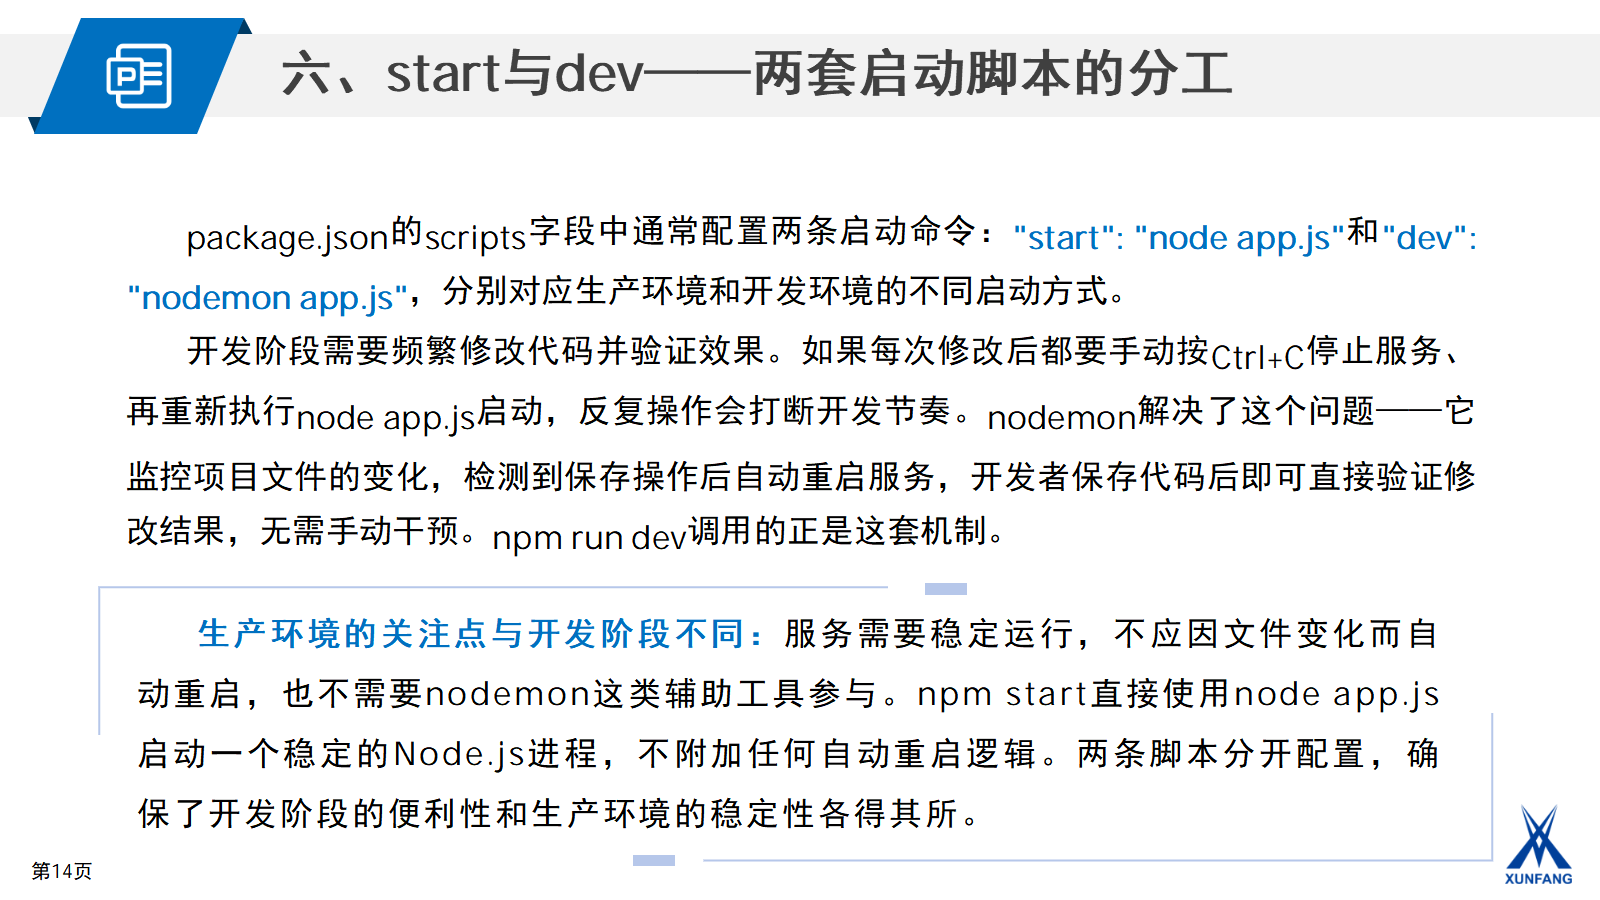 六、start与dev——两套启动脚本的分工
package.json的scripts字段中通常配置两条启动命令："start": "node app.js"和"dev":
"nodemon app.js"，分别对应生产环境和开发环境的不同启动方式。
开发阶段需要频繁修改代码并验证效果。如果每次修改后都要手动按Ctrl+C停止服务、
再重新执行node app.js启动，反复操作会打断开发节奏。nodemon解决了这个问题——它
监控项目文件的变化，检测到保存操作后自动重启服务，开发者保存代码后即可直接验证修
改结果，无需手动干预。npm run dev调用的正是这套机制。
生产环境的关注点与开发阶段不同：服务需要稳定运行，不应因文件变化而自
动重启，也不需要nodemon这类辅助工具参与。npm start直接使用node app.js
启动一个稳定的Node.js进程，不附加任何自动重启逻辑。两条脚本分开配置，确
保了开发阶段的便利性和生产环境的稳定性各得其所。
第14页
XUNFANG